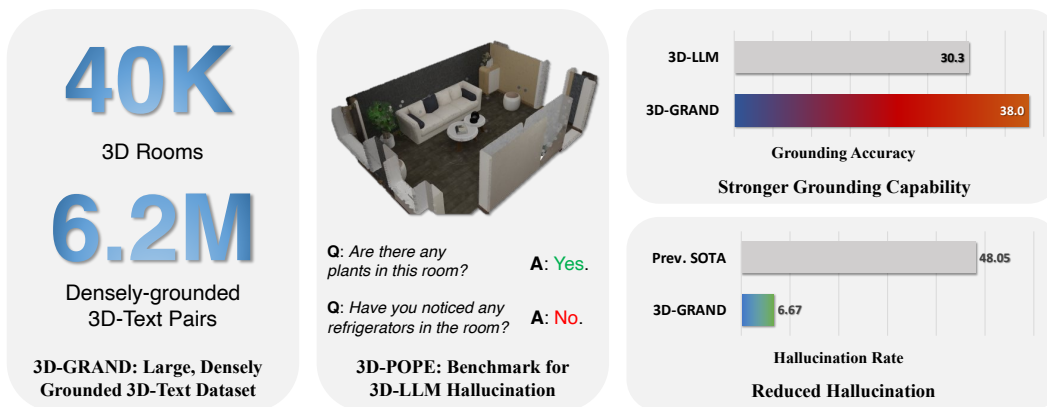 40K
3D Rooms
6.2M
Densely-grounded
3D-Text Pairs
3D-GRAND: Large, Densely
Grounded 3D-Text Dataset
Q: Are there any
plants in this room?
A: Yes.
Q: Have you noticed any
refrigerators in the room?
A: No.
3D-POPE: Benchmark for
3D-LLM Hallucination
3D-LLM
30.3
3D-GRAND
38.0
Grounding Accuracy
Stronger Grounding Capability
Prev. SOTA
48.05
3D-GRAND
6.67
Hallucination Rate
Reduced Hallucination